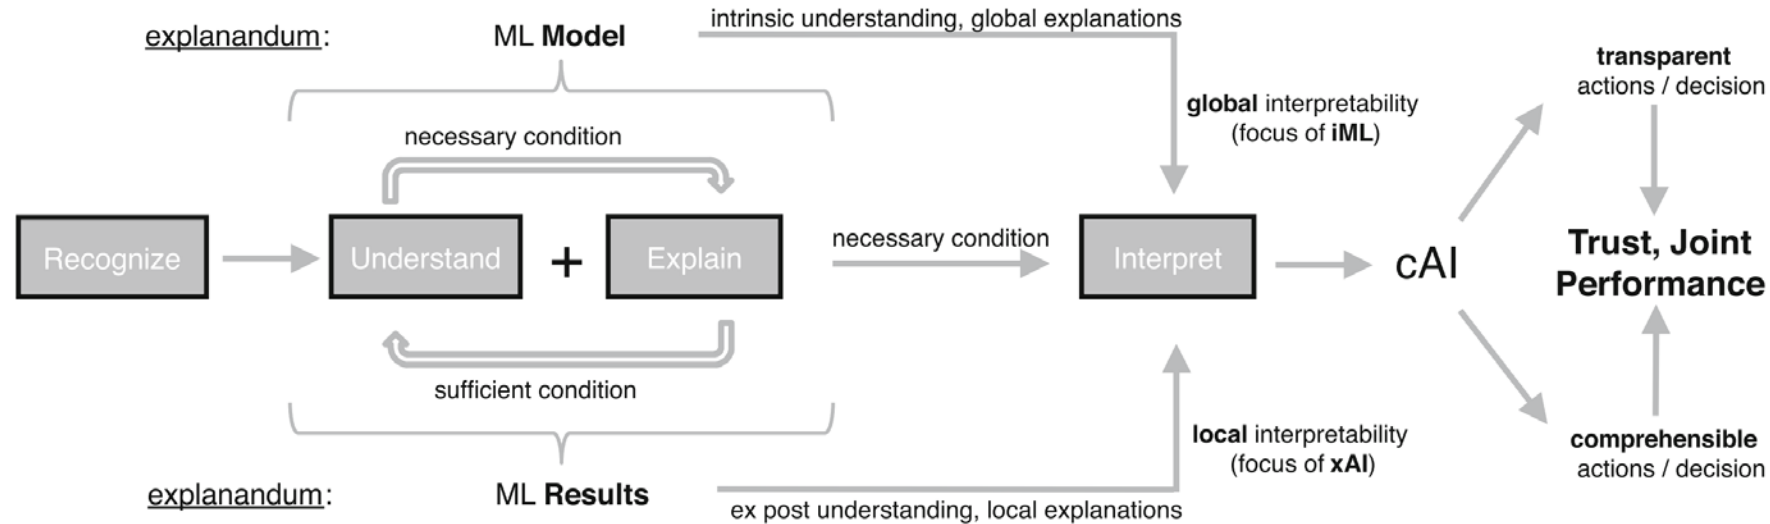 intrinsic understanding, global explanations
explanandum: ML Model
transparent
actions / decision
global interpretability
(focus of iML)
necessary condition
Recognize
Understand
+
Explain
necessary condition
Interpret
cAI
Trust, Joint
Performance
sufficient condition
local interpretability
(focus of xAI)
comprehensible
actions / decision
explanandum: ML Results
ex post understanding, local explanations